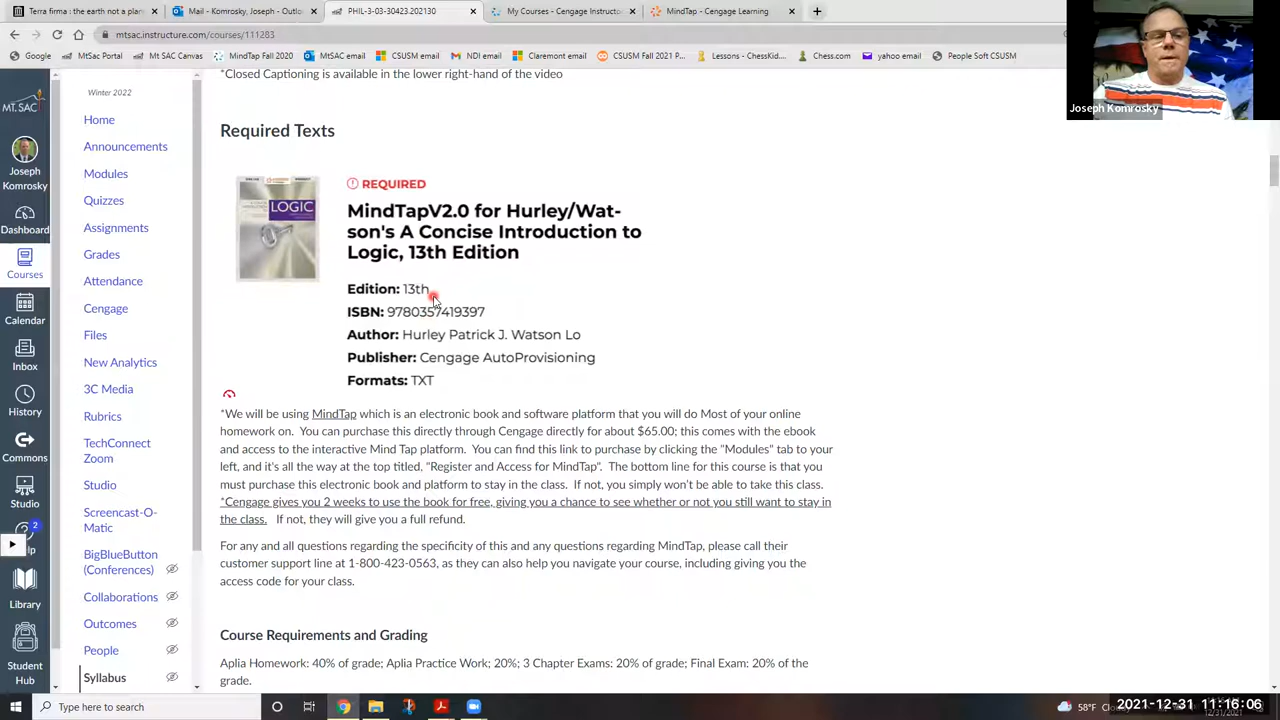 Terra firma : the earth not a plane
Mail - Komrosky, Joseph - Outlo
PHIL-3-03-30423.202130
My Courses - Cengage Instructor
MindTap - Cengage Learning
mtsac.instructure.com/courses/111283
Google
MtSac Portal
MtSAC Canvas
MindTap Fall 2020
MtSAC email
CSUSM email
NDI email
Claremont email
CSUSM Fall 2021 P...
Lessons - ChessKid...
Chess.com
yahoo email
People Soft CSUSM
Joseph Komrosky
MT. SAC
Joseph
Komrosky
Dashboard
Courses
Calendar
Inbox
History
Commons
Studio
2
Library
Student
Hub
Winter 2022
Home
Announcements
Modules
Quizzes
Assignments
Grades
Attendance
Cengage
Files
New Analytics
3C Media
Rubrics
TechConnect
Zoom
Studio
Screencast-O-
Matic
BigBlueButton
(Conferences)
Collaborations
Outcomes
People
Syllabus
*Closed Captioning is available in the lower right-hand of the video
Required Texts
LOGIC
REQUIRED
MindTapV2.0 for Hurley/Wat-
son's A Concise Introduction to
Logic, 13th Edition
Edition: 13th
ISBN: 9780357419397
Author: Hurley Patrick J. Watson Lo
Publisher: Cengage AutoProvisioning
Formats: TXT
*We will be using MindTap which is an electronic book and software platform that you will do Most of your online
homework on. You can purchase this directly through Cengage directly for about $65.00; this comes with the ebook
and access to the interactive Mind Tap platform. You can find this link to purchase by clicking the "Modules" tab to your
left, and it's all the way at the top titled, "Register and Access for MindTap". The bottom line for this course is that you
must purchase this electronic book and platform to stay in the class. If not, you simply won't be able to take this class.
*Cengage gives you 2 weeks to use the book for free, giving you a chance to see whether or not you still want to stay in
the class. If not, they will give you a full refund.
For any and all questions regarding the specificity of this and any questions regarding MindTap, please call their
customer support line at 1-800-423-0563, as they can also help you navigate your course, including giving you the
access code for your class.
Course Requirements and Grading
Aplia Homework: 40% of grade; Aplia Practice Work; 20%; 3 Chapter Exams: 20% of grade; Final Exam: 20% of the
grade.
Type here to search
58°F
2021-12-31 11:16:06